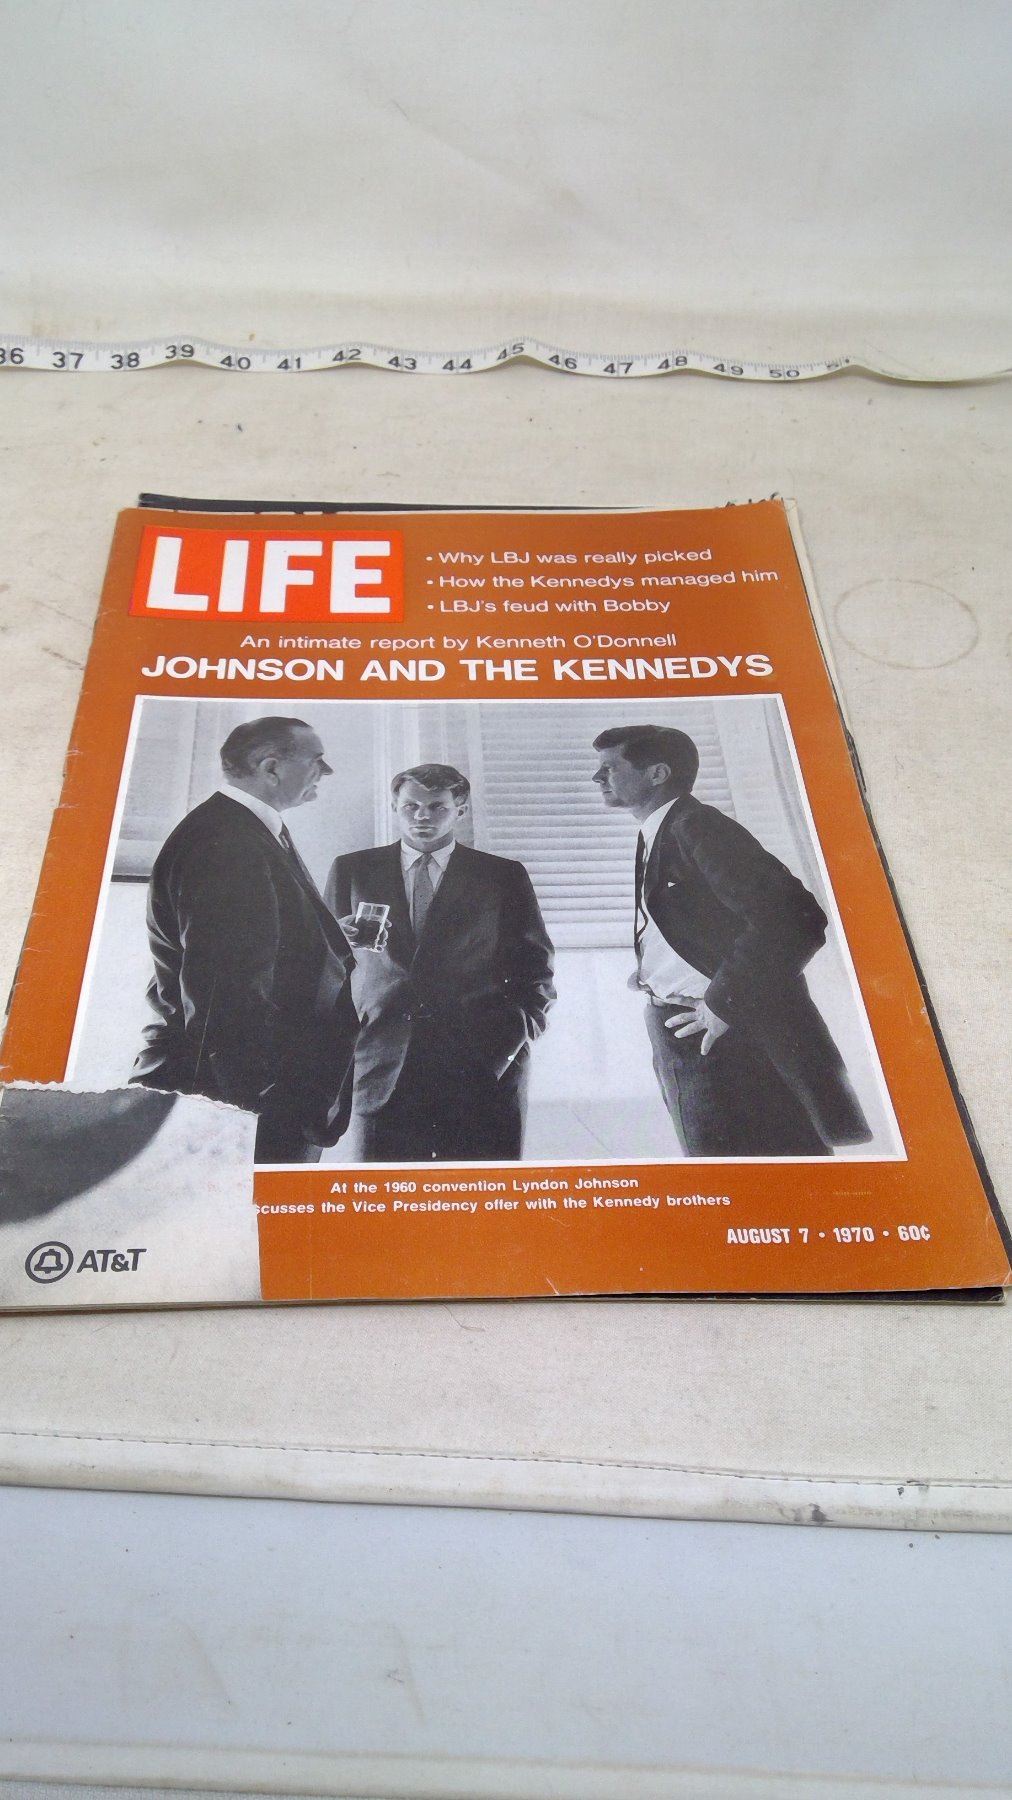 36 37 38 39 40 41 42 43 44 45 46 47 48 49 50
LIFE
• Why LBJ was really picked
• How the Kennedys managed him
• LBJ's feud with Bobby
An intimate report by Kenneth O'Donnell
JOHNSON AND THE KENNEDYS
At the 1960 convention Lyndon Johnson
scusses the Vice Presidency offer with the Kennedy brothers
AUGUST 7 • 1970 • 60¢
AT&T